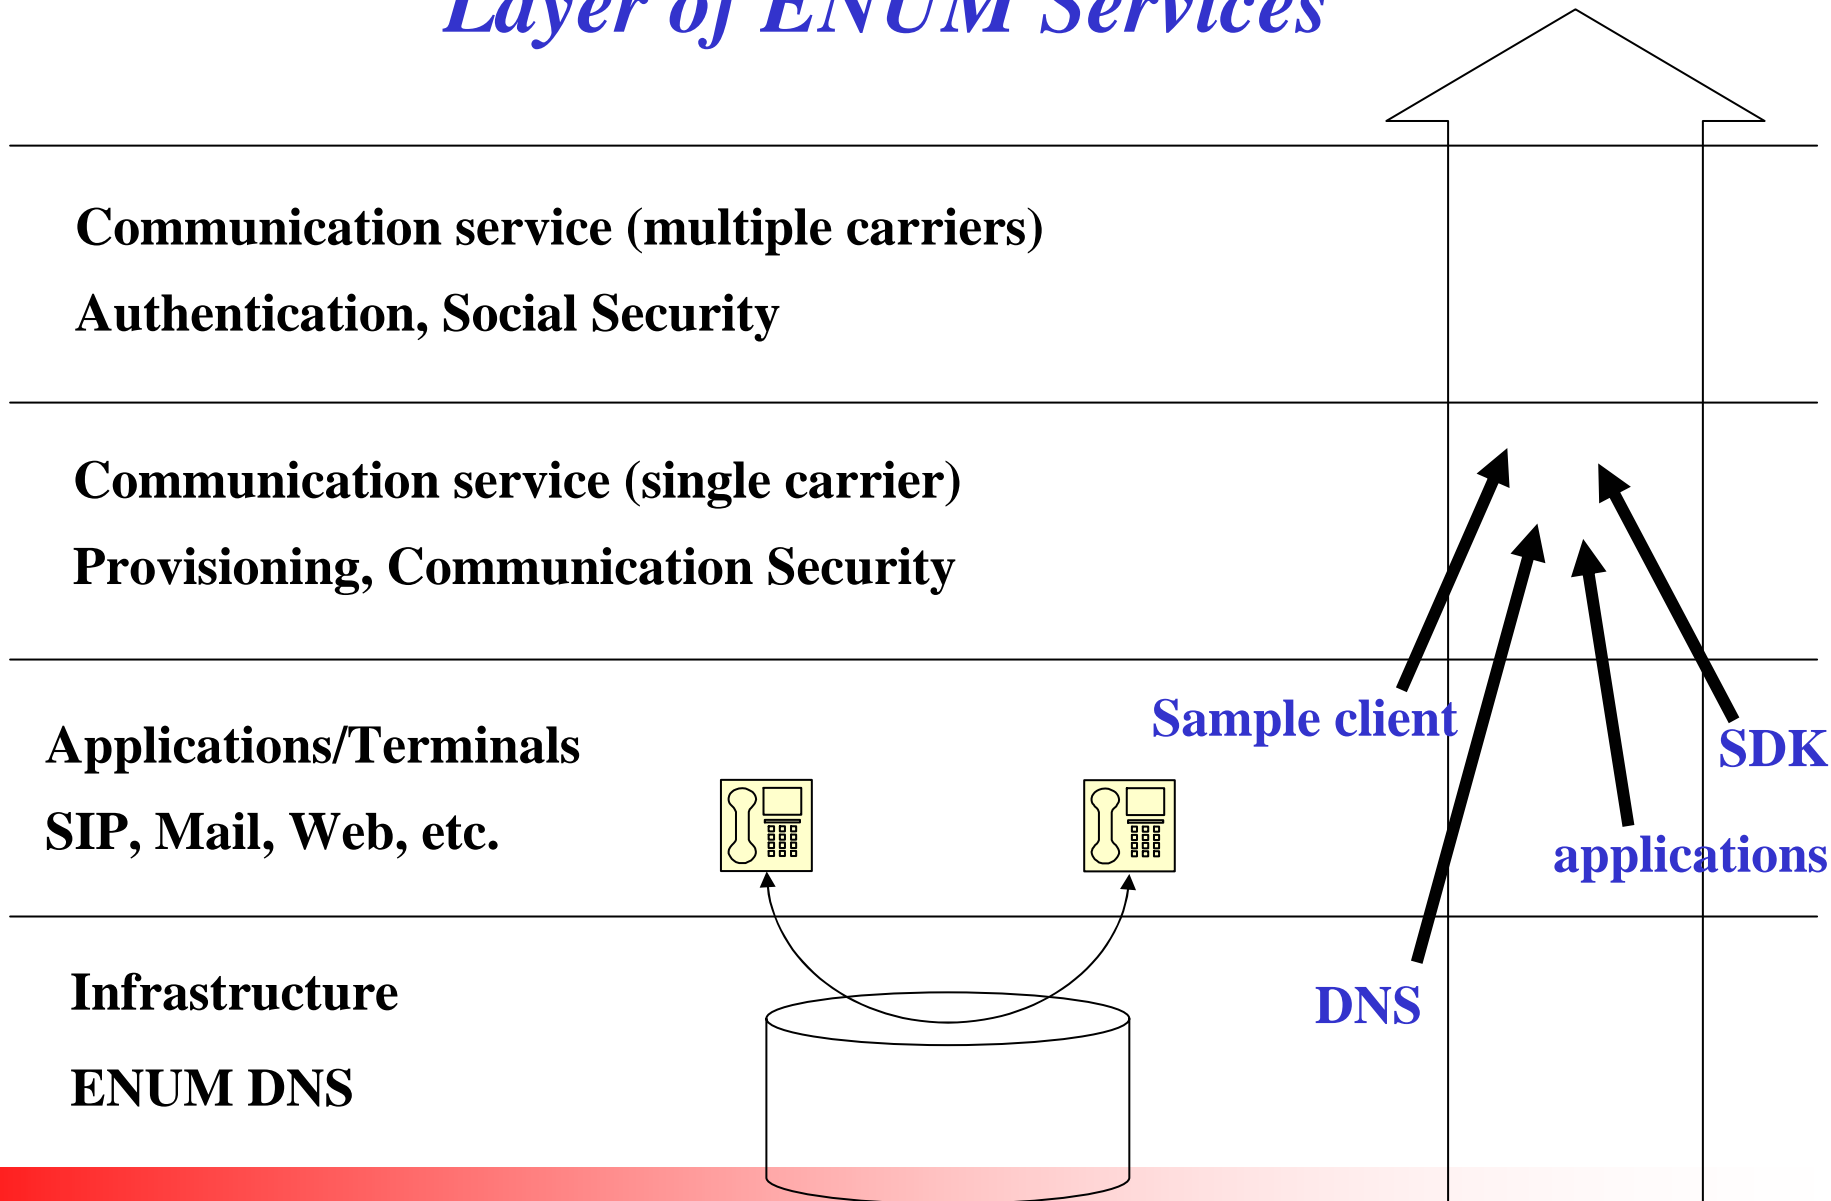 Layer of ENUM Services
Communication service (multiple carriers)
Authentication, Social Security
Communication service (single carrier)
Provisioning, Communication Security
Applications/Terminals
SIP, Mail, Web, etc.
Sample client
SDK
applications
Infrastructure
ENUM DNS
DNS